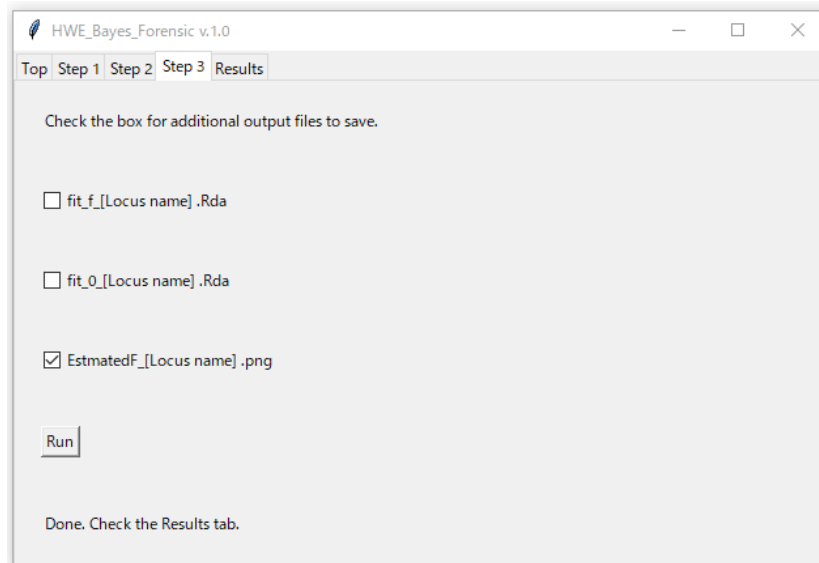 HWE_Bayes_Forensic v.1.0
Top Step 1 Step 2 Step 3 Results
Check the box for additional output files to save.
fit_f_[Locus name] .Rda
fit_0_[Locus name] .Rda
EstmatedF_[Locus name] .png
Run
Done. Check the Results tab.